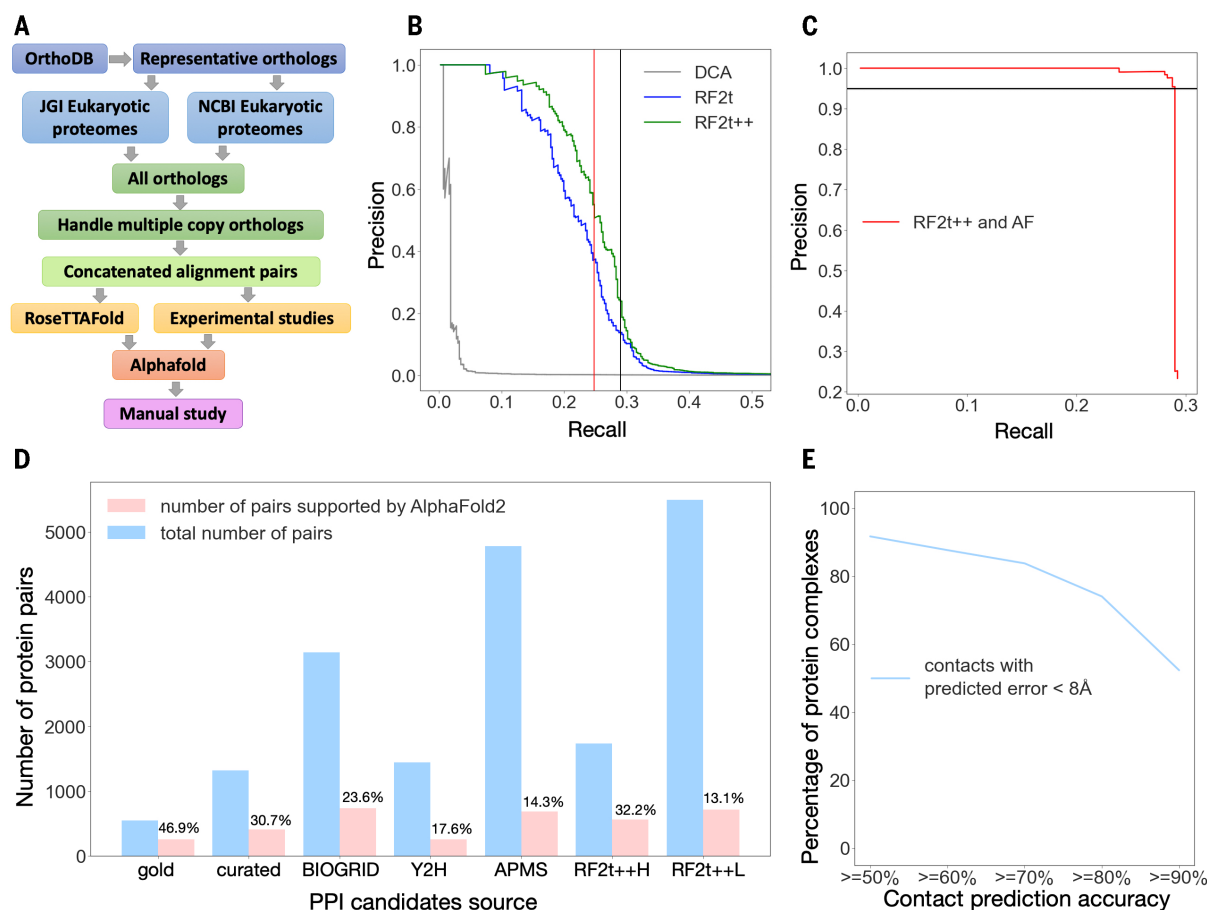 A
OrthoDB
Representative orthologs
JGI Eukaryotic
proteomes
NCBI Eukaryotic
proteomes
All orthologs
Handle multiple copy orthologs
Concatenated alignment pairs
RoseTTAFold
Experimental studies
Alphafold
Manual study
B
Precision
1.0
0.8
0.6
0.4
0.2
0.0
DCA
RF2t
RF2t++
0.0 0.1 0.2 0.3 0.4 0.5
Recall
C
Precision
1.0
0.9
0.8
0.7
0.6
0.5
0.4
0.3
0.2
RF2t++ and AF
0.0 0.1 0.2 0.3
Recall
D
Number of protein pairs
number of pairs supported by AlphaFold2
total number of pairs
5000
4000
3000
2000
1000
0
46.9%
30.7%
23.6%
17.6%
14.3%
32.2%
13.1%
gold curated BIOGRID Y2H APMS RF2t++H RF2t++L
PPI candidates source
E
Percentage of protein complexes
100
80
60
40
20
0
contacts with
predicted error < 8Å
>=50% >=60% >=70% >=80% >=90%
Contact prediction accuracy